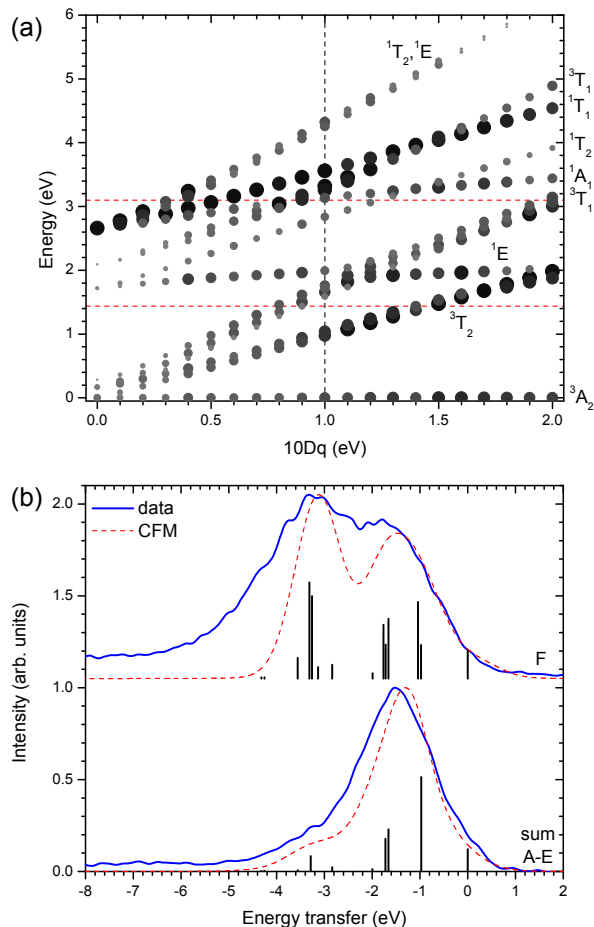 (a)
6
5
4
3
2
1
0
Energy (eV)
¹T₂,¹E
³T₁
¹T₁
¹T₂
¹A₁
³T₁
¹E
³T₂
³A₂
0.0 0.5 1.0 1.5 2.0
10Dq (eV)
(b)
2.0
1.5
1.0
0.5
0.0
Intensity (arb. units)
data
CFM
F
sum
A-E
-8 -7 -6 -5 -4 -3 -2 -1 0 1 2
Energy transfer (eV)